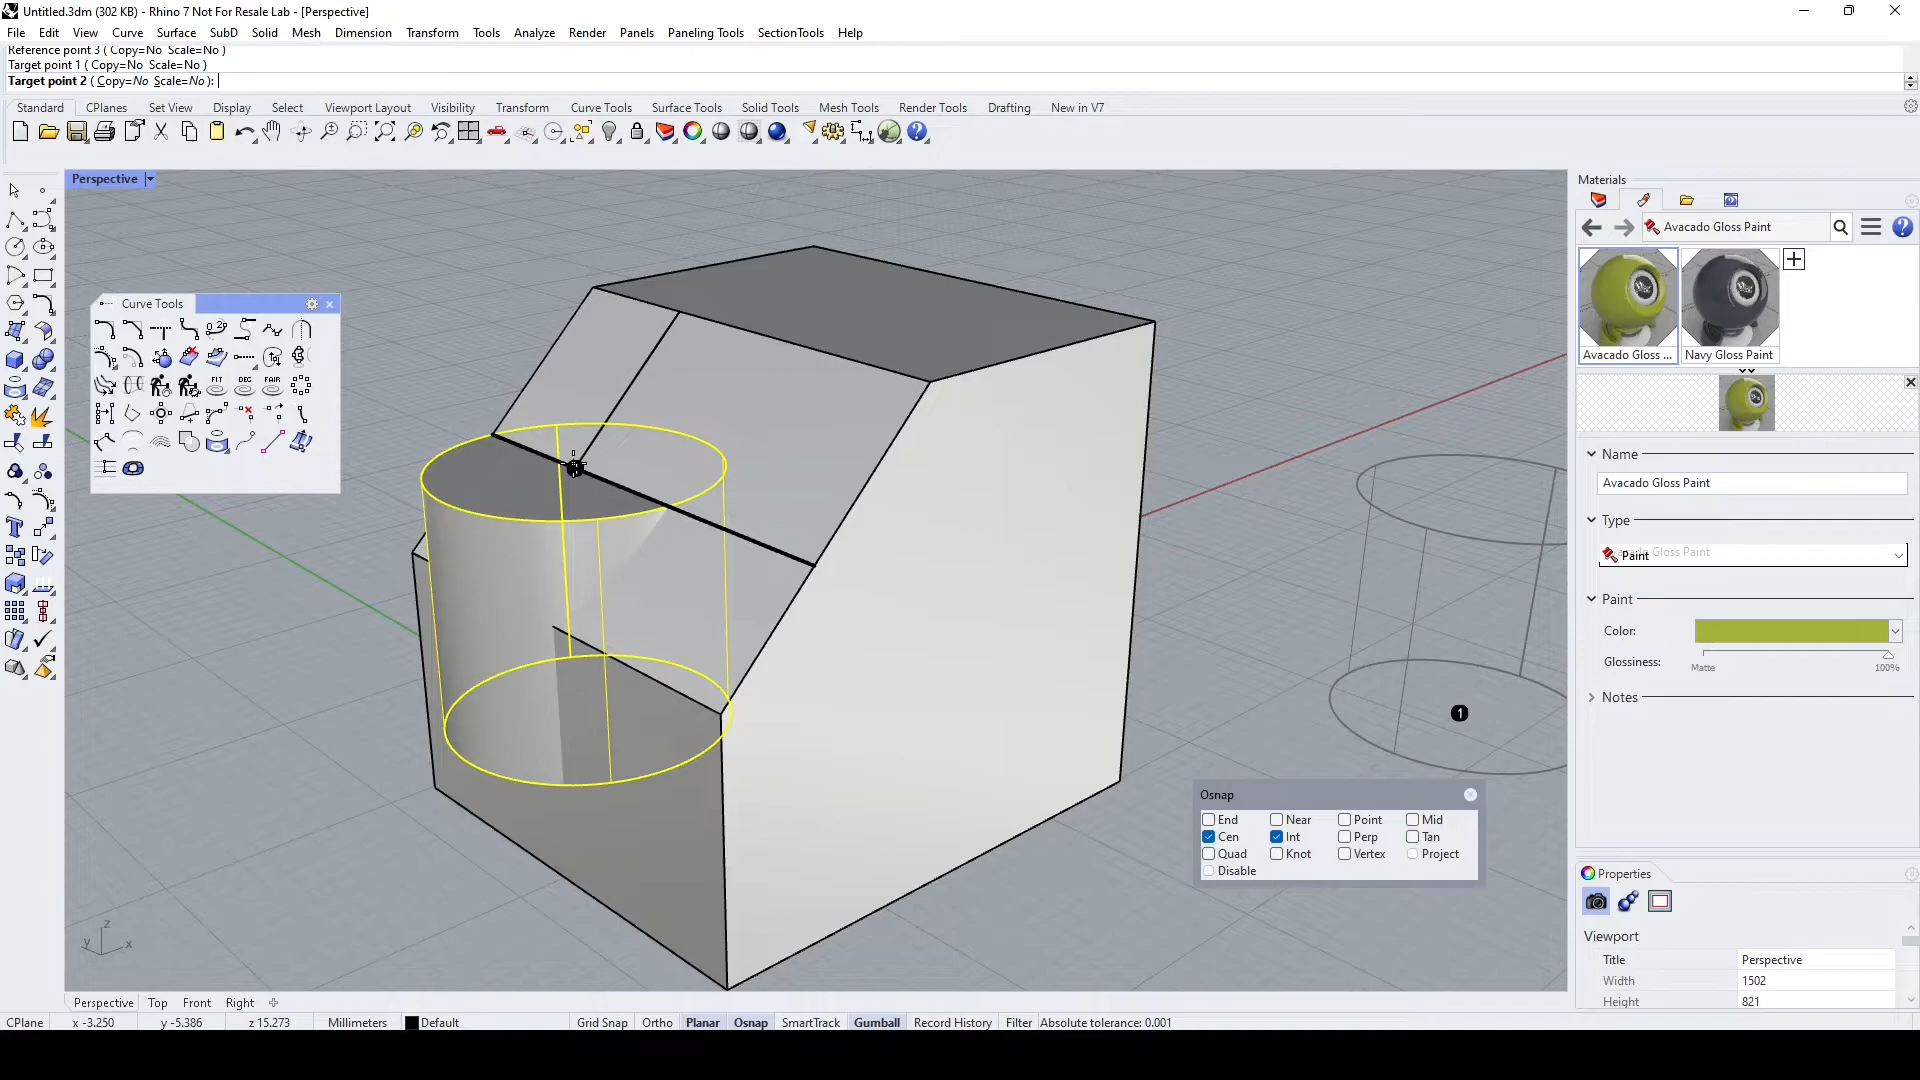 Untitled.3dm (302 KB) - Rhino 7 Not For Resale Lab - [Perspective]
File Edit View Curve Surface SubD Solid Mesh Dimension Transform Tools Analyze Render Panels Paneling Tools SectionTools Help
Reference point 3 ( Copy=No Scale=No )
Target point 1 ( Copy=No Scale=No )
Target point 2 ( Copy=No Scale=No ):
Standard CPlanes Set View Display Select Viewport Layout Visibility Transform Curve Tools Surface Tools Solid Tools Mesh Tools Render Tools Drafting New in V7
Perspective
Curve Tools
FIT DEG FAIR
Materials
Avacado Gloss Paint
Avacado Gloss ... Navy Gloss Paint
Name
Avacado Gloss Paint
Type
Paint
Avacado Gloss Paint
Paint
Color:
Glossiness:
Matte 100%
Notes
1
Osnap
End Near Point Mid
Cen Int Perp Tan
Quad Knot Vertex Project
Disable
z
y x
Properties
Viewport
Title Perspective
Width 1502
Height 821
Perspective Top Front Right
CPlane x -3.250 y -5.386 z 15.273 Millimeters Default Grid Snap Ortho Planar Osnap SmartTrack Gumball Record History Filter Absolute tolerance: 0.001